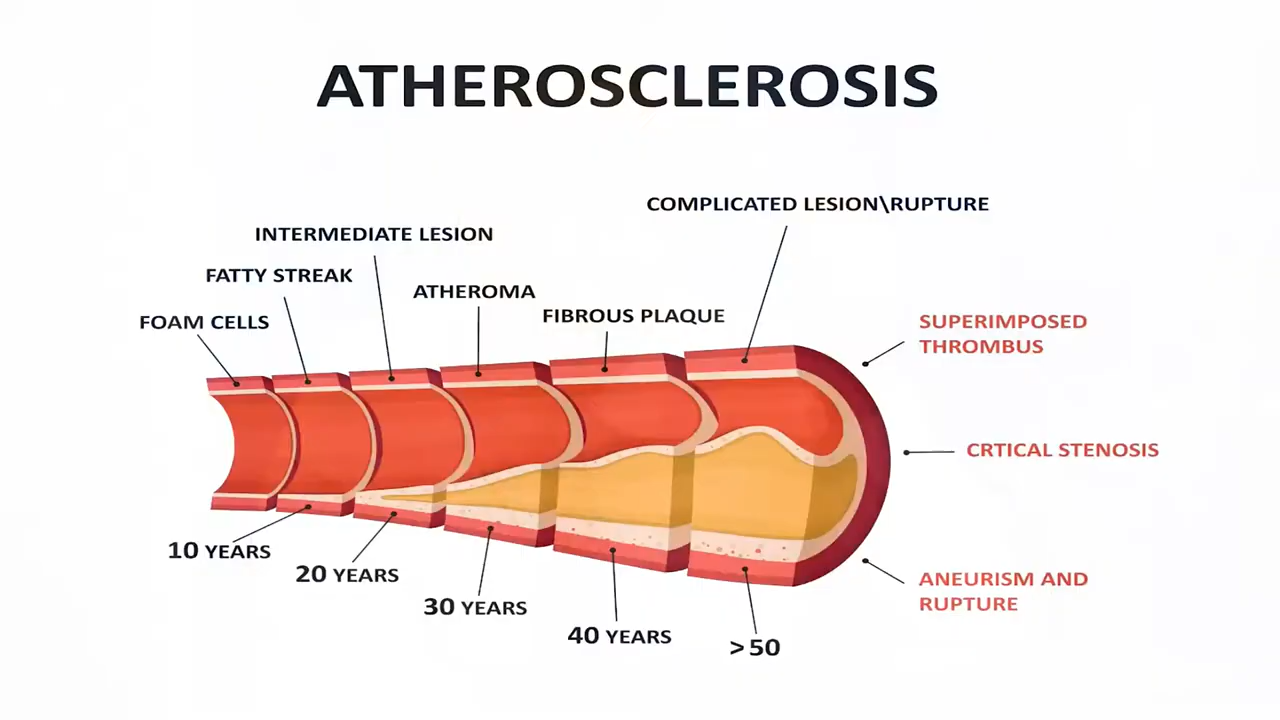 ATHEROSCLEROSIS
COMPLICATED LESION\RUPTURE
INTERMEDIATE LESION
FATTY STREAK
ATHEROMA
FOAM CELLS
FIBROUS PLAQUE
SUPERIMPOSED
THROMBUS
CRTICAL STENOSIS
10 YEARS
20 YEARS
30 YEARS
40 YEARS
>50
ANEURISM AND
RUPTURE